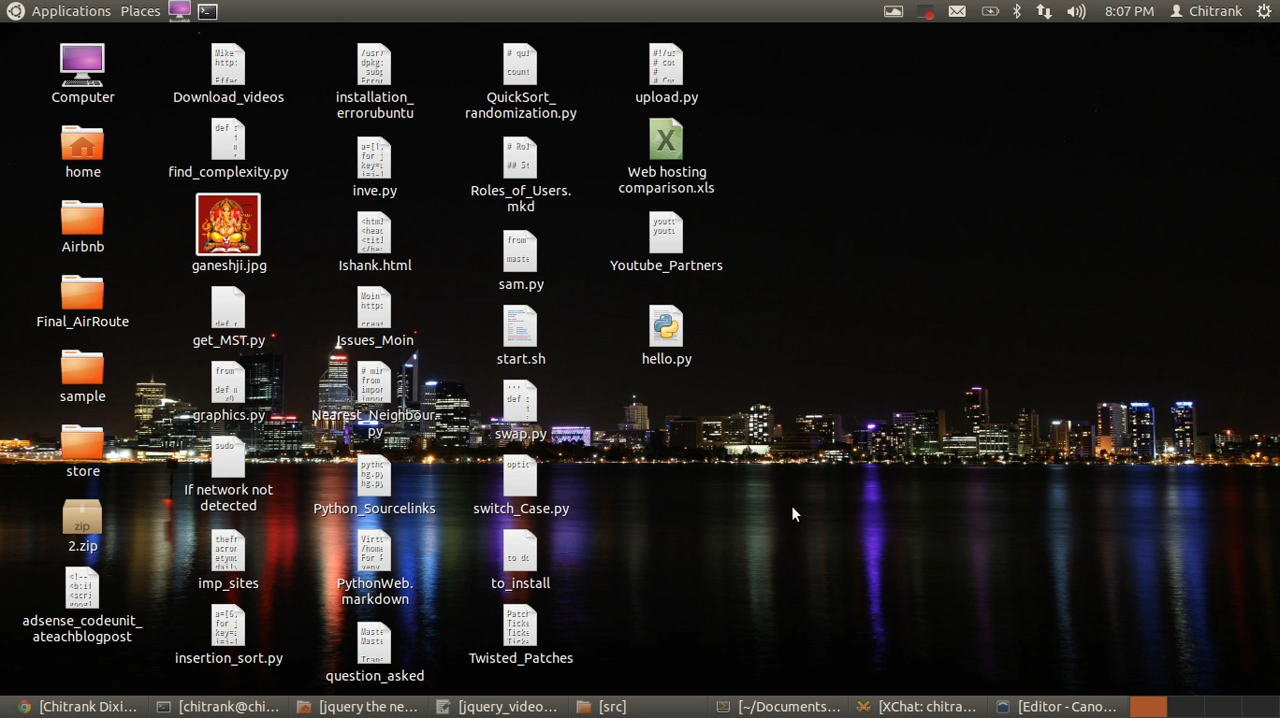 Applications Places 8:07 PM Chitrank
Computer
home
Airbnb
Final_AirRoute
sample
store
zip
2.zip
adsense_codeunit_
ateachblogpost
Download_videos
find_complexity.py
ganeshji.jpg
get_MST.py
graphics.py
If network not
detected
imp_sites
insertion_sort.py
installation_
errorubuntu
inve.py
Ishank.html
Issues_Moin
Nearest_Neighbour.
py
Python_Sourcelinks
PythonWeb.
markdown
question_asked
QuickSort_
randomization.py
Roles_of_Users.
mkd
sam.py
start.sh
swap.py
switch_Case.py
to_install
Twisted_Patches
upload.py
Web hosting
comparison.xls
Youtube_Partners
hello.py
[Chitrank Dixi... [chitrank@chi... [jquery the ne... [jquery_video... [src] [~/Documents... [XChat: chitra... [Editor - Cano...